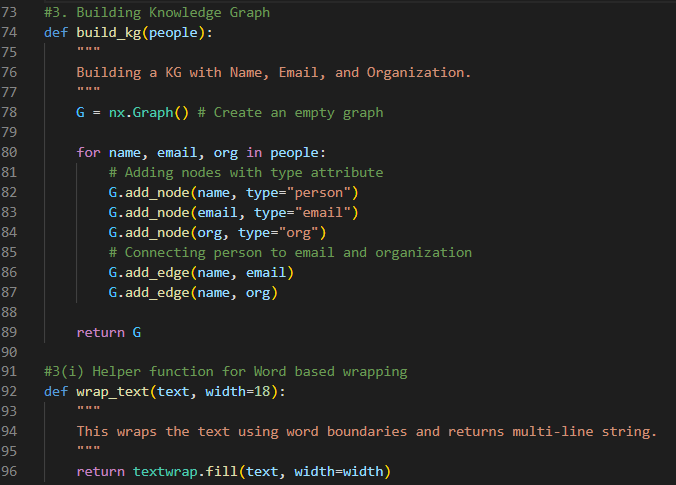 73 #3. Building Knowledge Graph
74 def build_kg(people):
75     """
76     Building a KG with Name, Email, and Organization.
77     """
78     G = nx.Graph() # Create an empty graph
79
80     for name, email, org in people:
81         # Adding nodes with type attribute
82         G.add_node(name, type="person")
83         G.add_node(email, type="email")
84         G.add_node(org, type="org")
85         # Connecting person to email and organization
86         G.add_edge(name, email)
87         G.add_edge(name, org)
88
89     return G
90
91 #3(i) Helper function for Word based wrapping
92 def wrap_text(text, width=18):
93     """
94     This wraps the text using word boundaries and returns multi-line string.
95     """
96     return textwrap.fill(text, width=width)